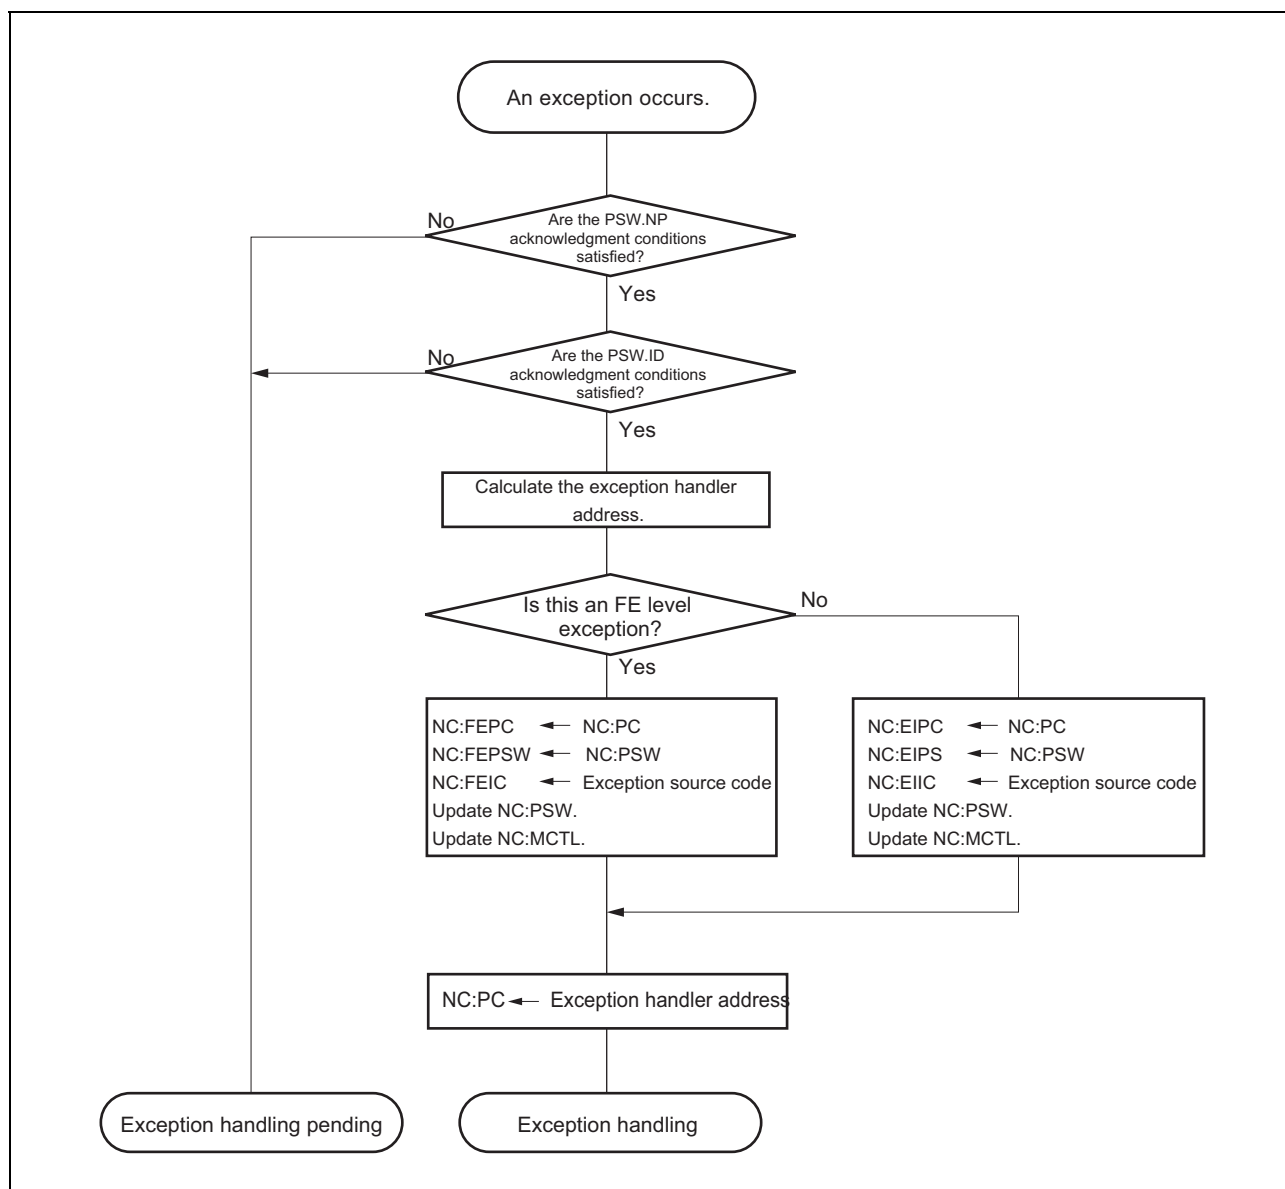 An exception occurs.
No
Are the PSW.NP
acknowledgment conditions
satisfied?
Yes
No
Are the PSW.ID
acknowledgment conditions
satisfied?
Yes
Calculate the exception handler
address.
Is this an FE level
exception?
No
Yes
NC:FEPC ← NC:PC
NC:FEPSW ← NC:PSW
NC:FEIC ← Exception source code
Update NC:PSW.
Update NC:MCTL.
NC:EIPC ← NC:PC
NC:EIPS ← NC:PSW
NC:EIIC ← Exception source code
Update NC:PSW.
Update NC:MCTL.
NC:PC ← Exception handler address
Exception handling pending
Exception handling